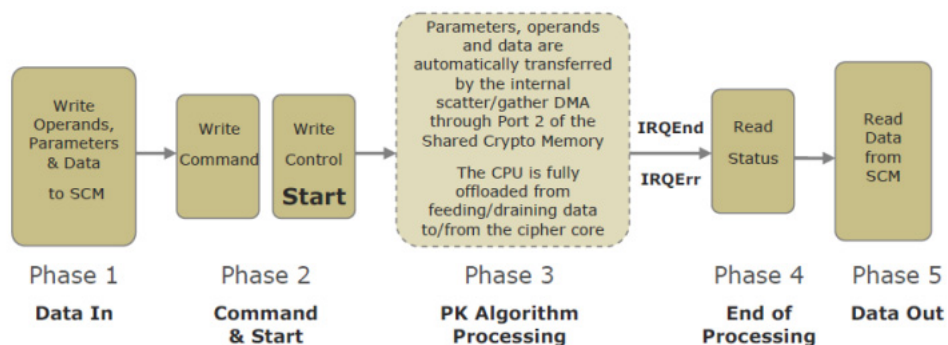 Write
Operands,
Parameters
& Data
to SCM
Write
Command
Write
Control
Start
Parameters, operands
and data are
automatically transferred
by the internal
scatter/gather DMA
through Port 2 of the
Shared Crypto Memory
The CPU is fully
offloaded from
feeding/draining data
to/from the cipher core
IRQEnd
IRQErr
Read
Status
Read
Data
from
SCM
Phase 1
Data In
Phase 2
Command
& Start
Phase 3
PK Algorithm
Processing
Phase 4
End of
Processing
Phase 5
Data Out